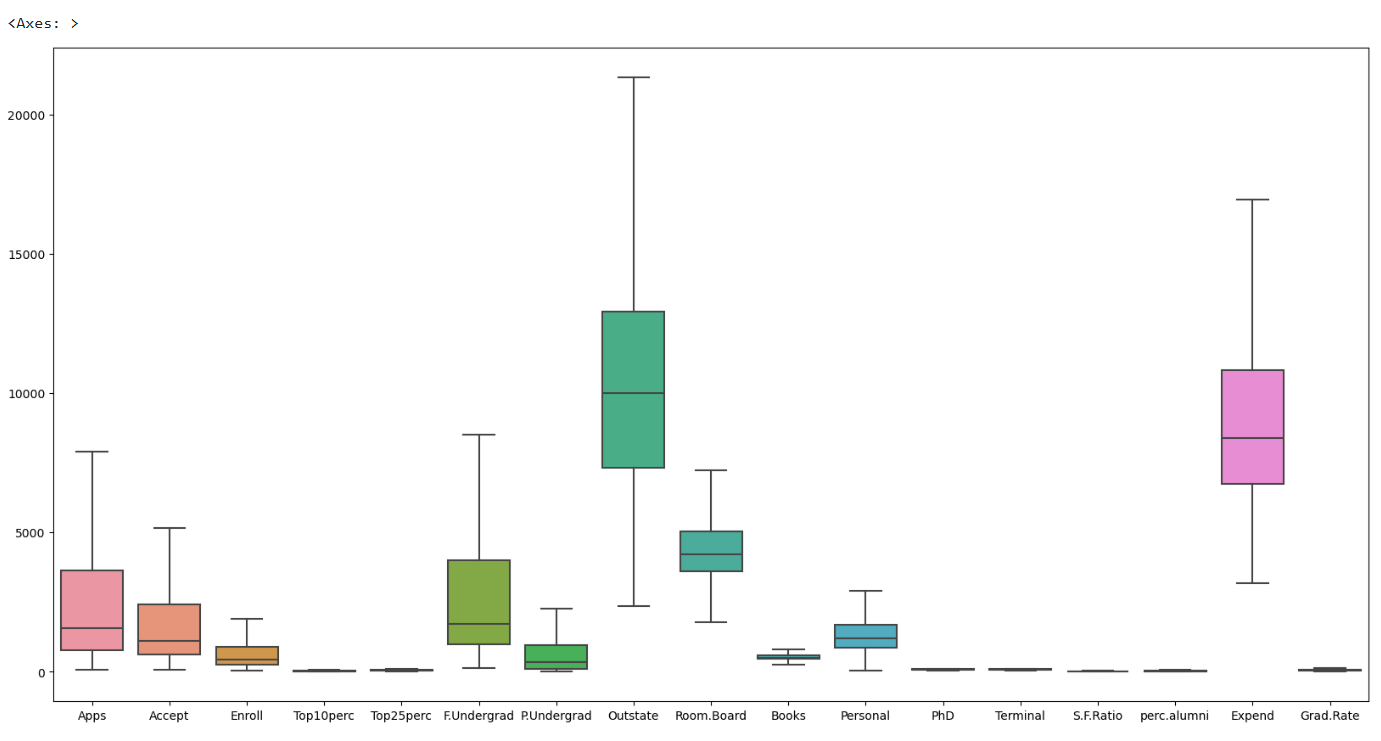 <Axes: >
20000
15000
10000
5000
0
Apps Accept Enroll Top10perc Top25perc F.Undergrad P.Undergrad Outstate Room.Board Books Personal PhD Terminal S.F.Ratio perc.alumni Expend Grad.Rate